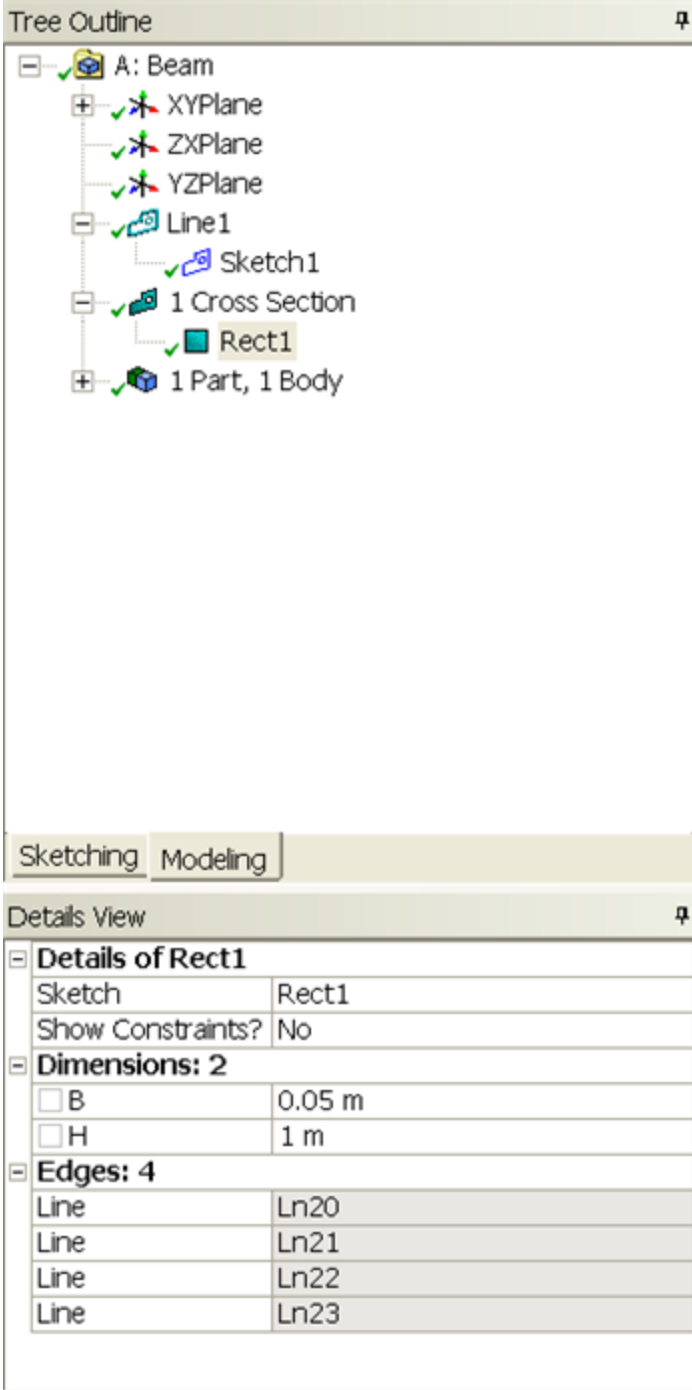 Tree Outline
A: Beam
XYPlane
ZXPlane
YZPlane
Line1
Sketch1
1 Cross Section
Rect1
1 Part, 1 Body
Sketching Modeling
Details View
Details of Rect1
Sketch Rect1
Show Constraints? No
Dimensions: 2
B 0.05 m
H 1 m
Edges: 4
Line Ln20
Line Ln21
Line Ln22
Line Ln23